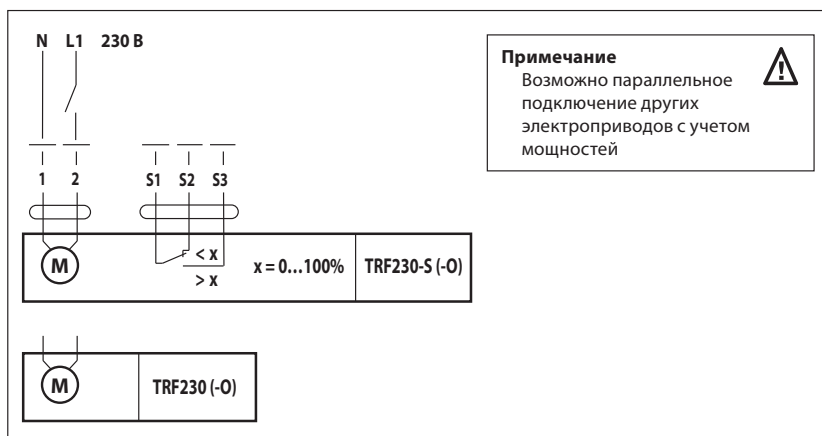 N L1 230 В
Примечание
Возможно параллельное
подключение других
электроприводов с учетом
мощностей
1 2 S1 S2 S3
M < x x = 0...100% TRF230-S (-O)
> x
M TRF230 (-O)